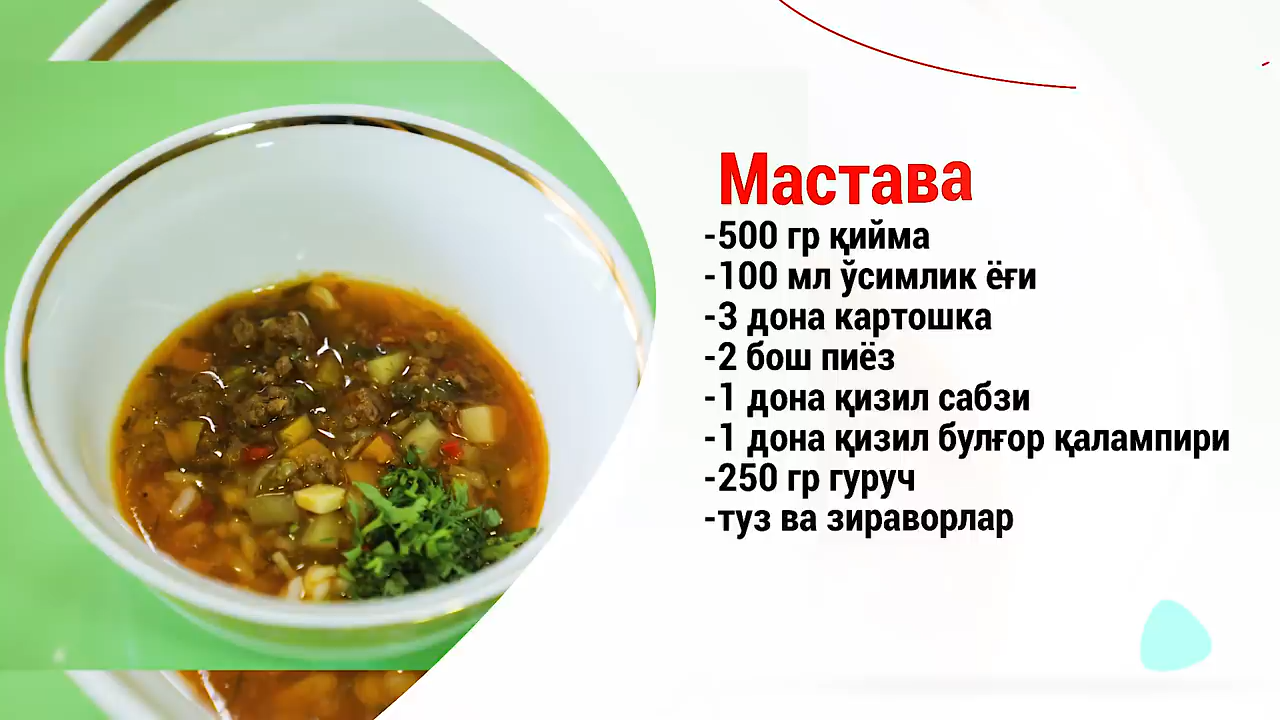 Мастава
-500 гр қийма
-100 мл ўсимлик ёғи
-3 дона картошка
-2 бош пиёз
-1 дона қизил сабзи
-1 дона қизил булғор қалампири
-250 гр гуруч
-туз ва зираворлар